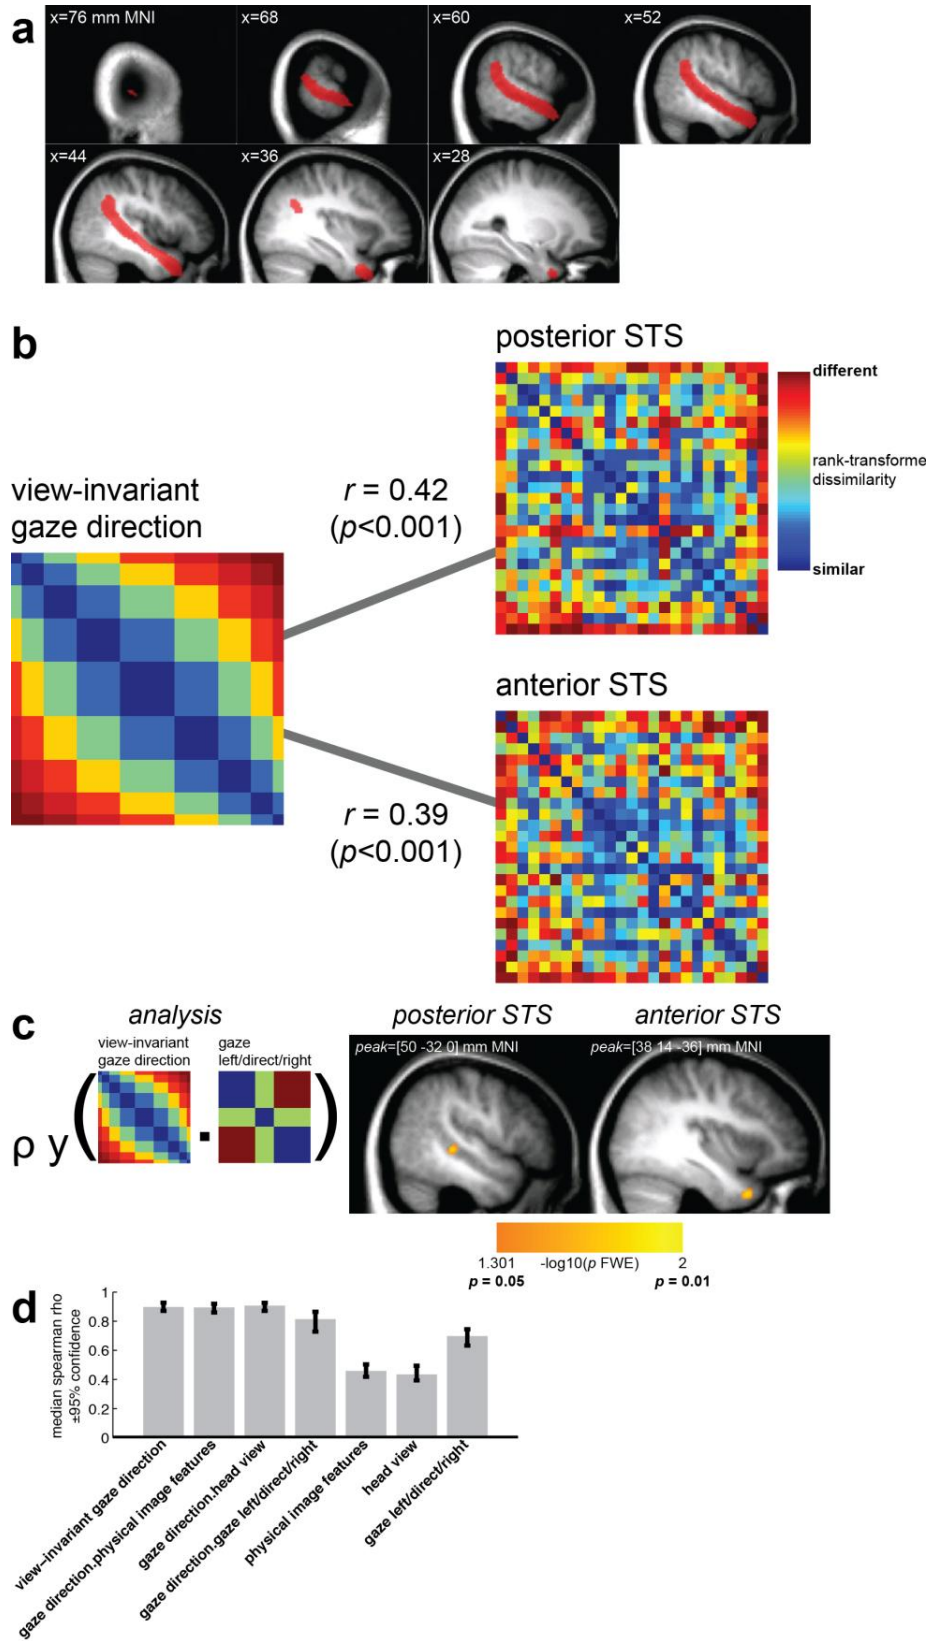 a
x=76 mm MNI
x=68
x=60
x=52
x=44
x=36
x=28
b
posterior STS
different
rank-transforme
dissimilarity
similar
view-invariant
gaze direction
r = 0.42
(p<0.001)
anterior STS
r = 0.39
(p<0.001)
c
analysis
posterior STS
anterior STS
view-invariant
gaze direction
gaze
left/direct/right
peak=[50 -32 0] mm MNI
peak=[38 14 -36] mm MNI
ρ y( . )
1.301 -log10(p FWE) 2
p = 0.05 p = 0.01
d
median spearman rho
±95% confidence
1
0.8
0.6
0.4
0.2
0
view-invariant gaze direction
gaze direction.physical image features
gaze direction.head view
gaze direction.gaze left/direct/right
physical image features
head view
gaze left/direct/right